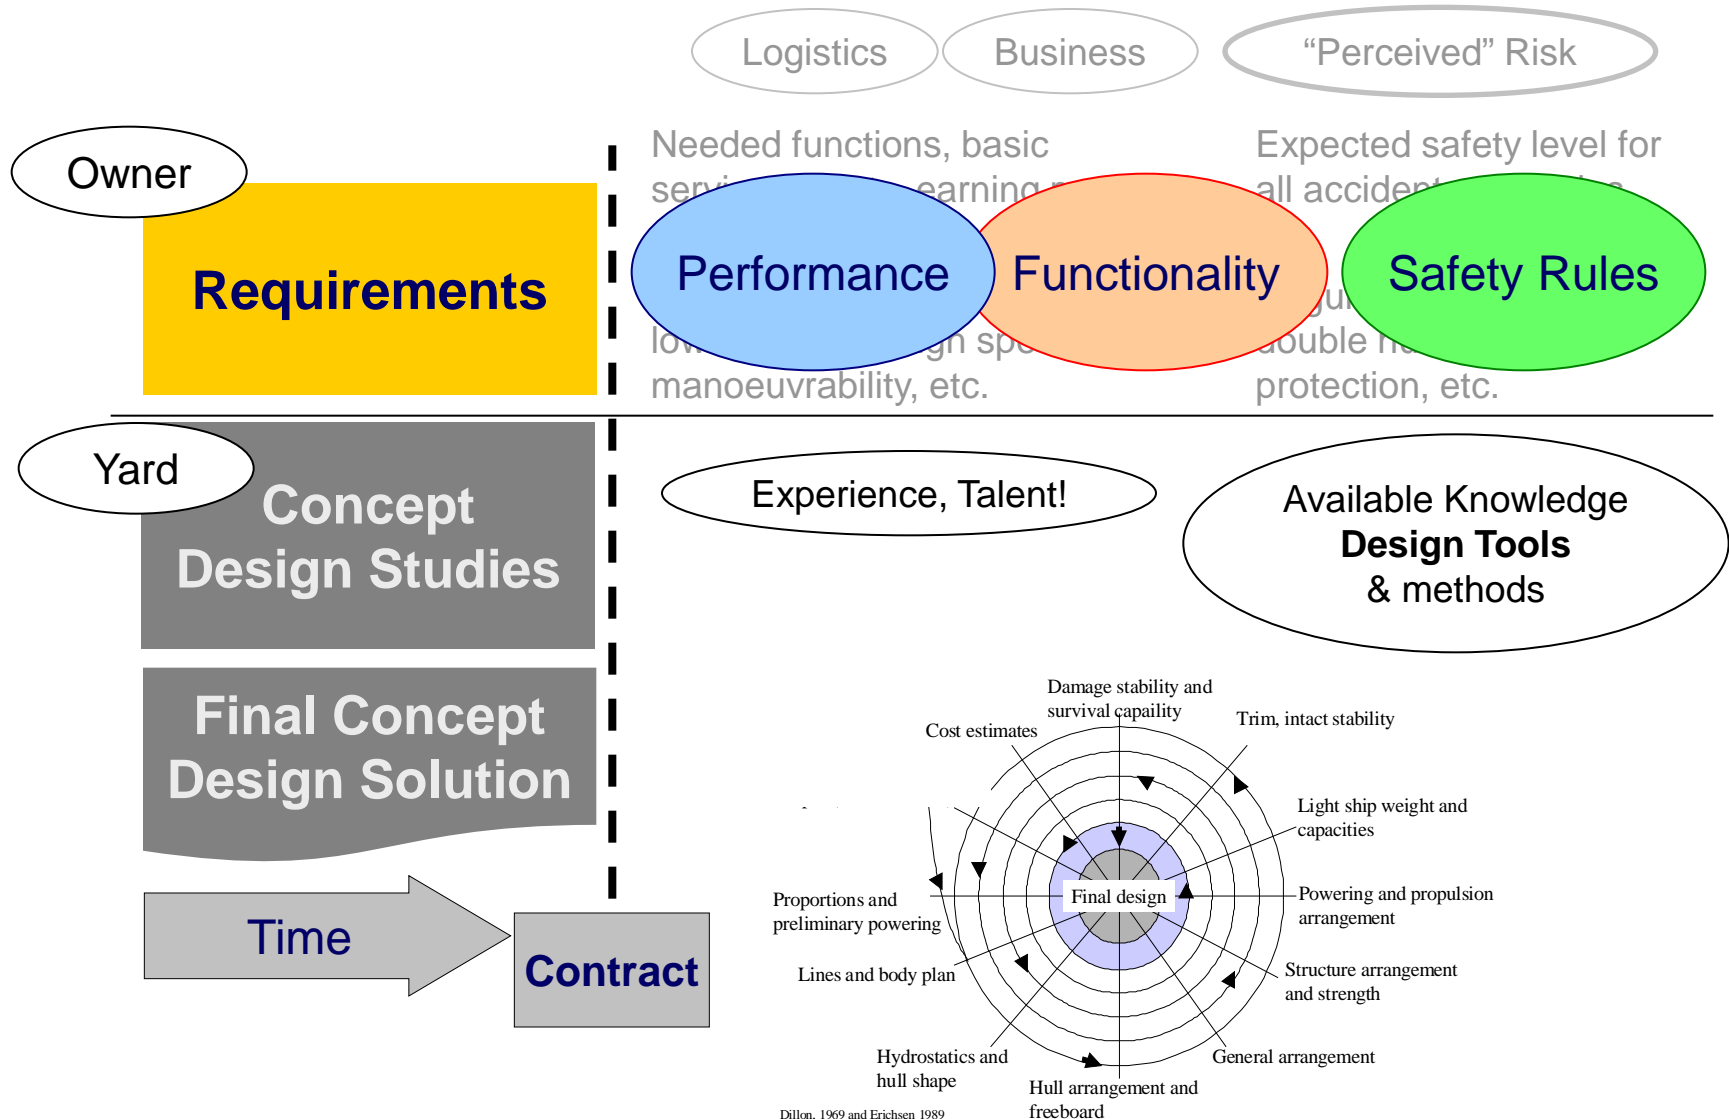 Logistics
Business
“Perceived” Risk
Owner
Needed functions, basic
earning
Expected safety level for
all
Requirements
Performance
Functionality
Safety Rules
manoeuvrability, etc.
double
protection, etc.
Yard
Concept
Design Studies
Experience, Talent!
Available Knowledge
Design Tools
& methods
Final Concept
Design Solution
Time
Contract
Damage stability and
survival capaility
Cost estimates
Trim, intact stability
Light ship weight and
capacities
Final design
Proportions and
preliminary powering
Powering and propulsion
arrangement
Lines and body plan
Structure arrangement
and strength
Hydrostatics and
hull shape
General arrangement
Hull arrangement and
freeboard
Dillon, 1969 and Erichsen 1989